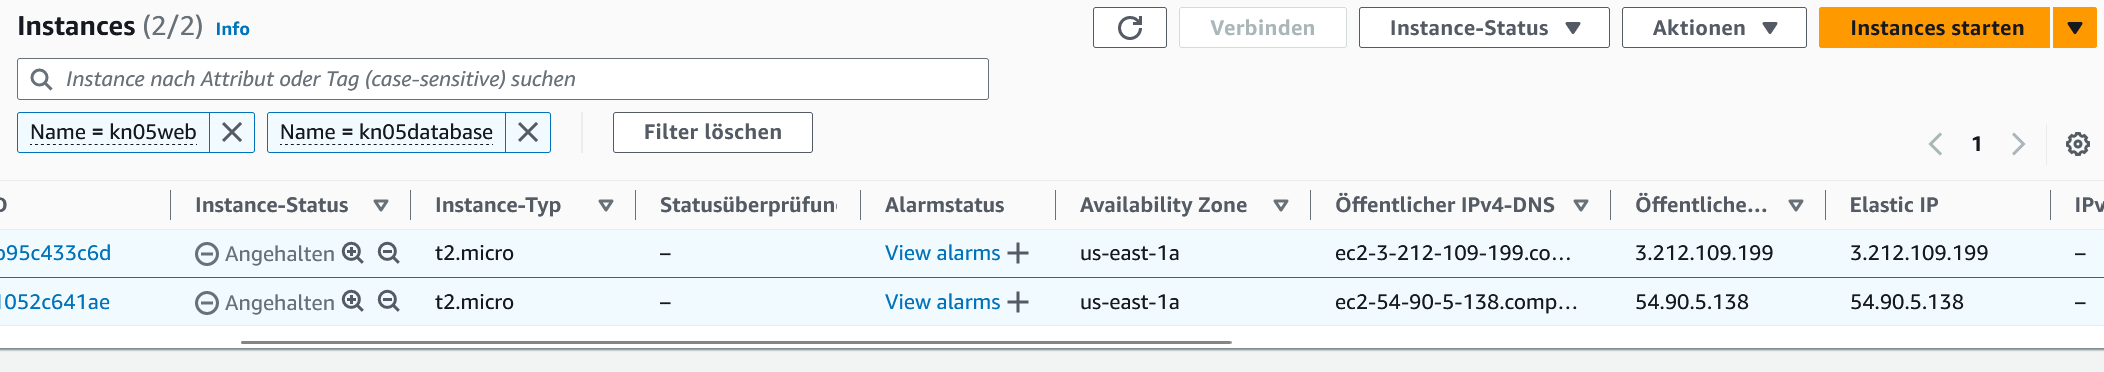 Instances (2/2) Info
Verbinden Instance-Status Aktionen Instances starten
Instance nach Attribut oder Tag (case-sensitive) suchen
Name = kn05web Name = kn05database Filter löschen
1
Instance-Status Instance-Typ Statusüberprüfun Alarmstatus Availability Zone Öffentlicher IPv4-DNS Öffentliche... Elastic IP IPv
b95c433c6d Angehalten t2.micro – View alarms + us-east-1a ec2-3-212-109-199.co... 3.212.109.199 3.212.109.199 –
1052c641ae Angehalten t2.micro – View alarms + us-east-1a ec2-54-90-5-138.comp... 54.90.5.138 54.90.5.138 –